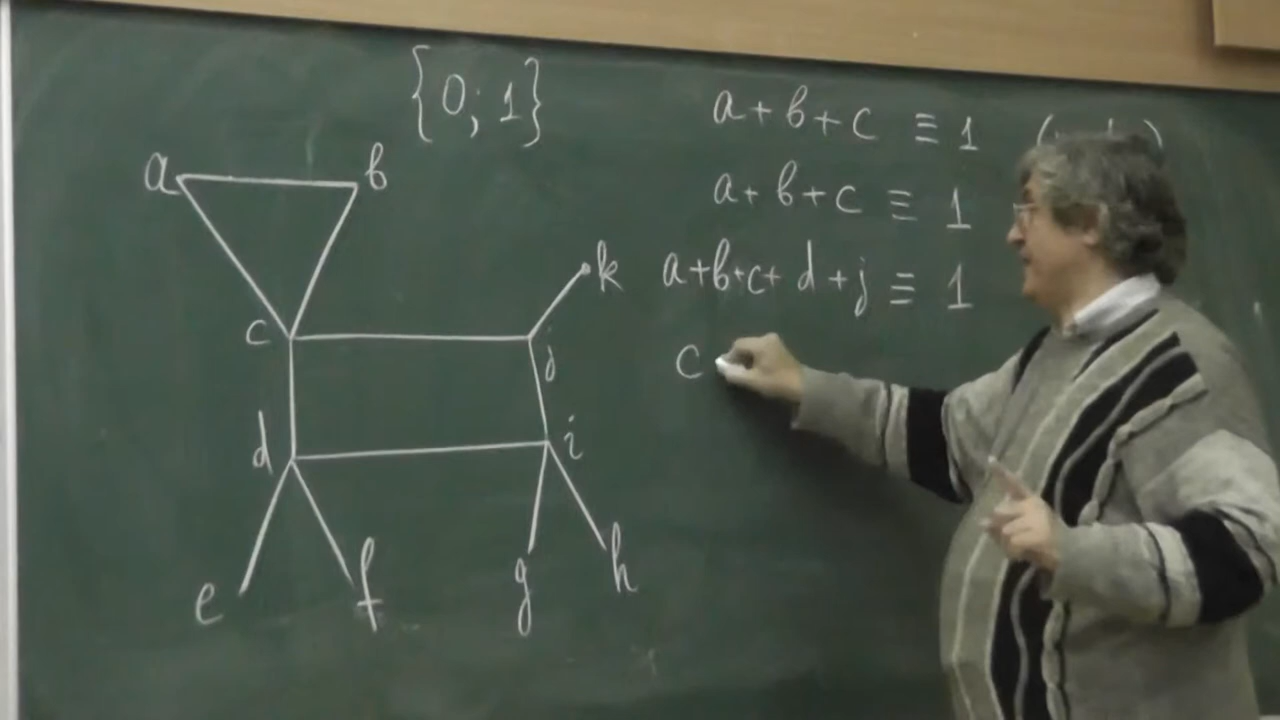 {0; 1}
a + b + c ≡ 1
a + b + c ≡ 1
a + b + c + d + j ≡ 1
c
a
b
k
c
j
d
i
e
f
g
h